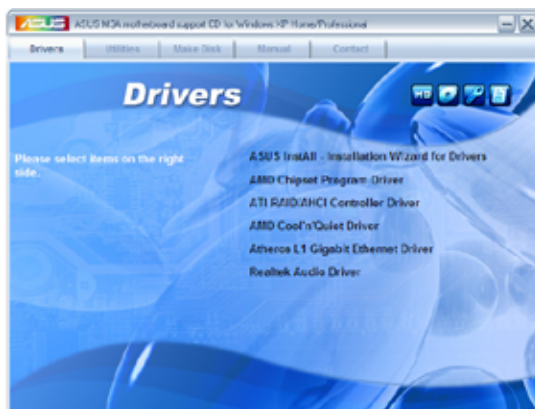 ASUS M3A motherboard support CD for Windows XP Home/Professional
Drivers Utilities Make Disk Manual Contact
Drivers
Please select items on the right
side.
ASUS InstAll - Installation Wizard for Drivers
AMD Chipset Program Driver
ATI RAID/AHCI Controller Driver
AMD Cool'n'Quiet Driver
Atheros L1 Gigabit Ethernet Driver
Realtek Audio Driver